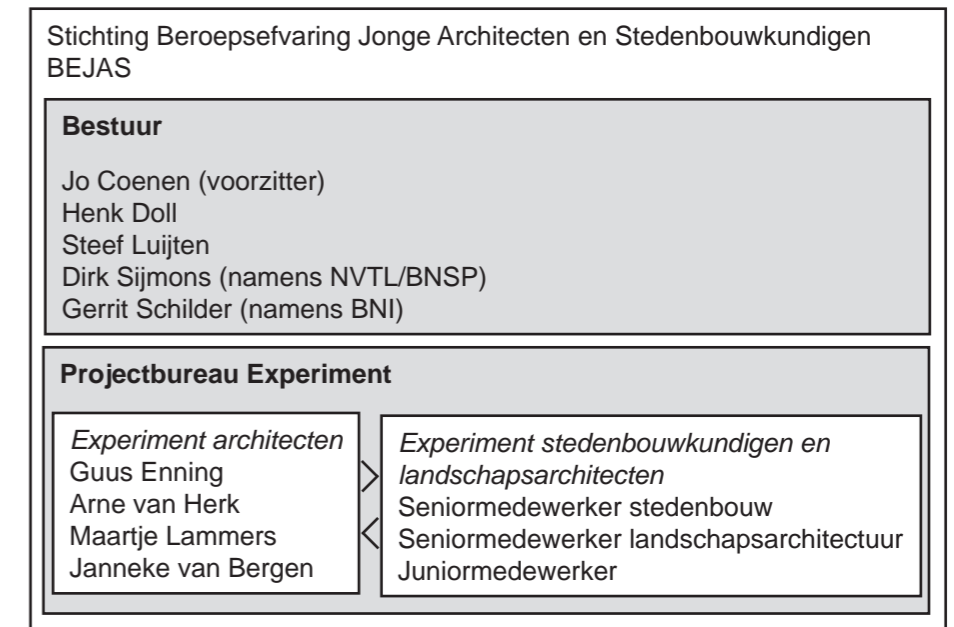 Stichting Beroepsefvaring Jonge Architecten en Stedenbouwkundigen
BEJAS
Bestuur
Jo Coenen (voorzitter)
Henk Doll
Steef Luijten
Dirk Sijmons (namens NVTL/BNSP)
Gerrit Schilder (namens BNI)
Projectbureau Experiment
Experiment architecten
Guus Enning
Arne van Herk
Maartje Lammers
Janneke van Bergen
Experiment stedenbouwkundigen en
landschapsarchitecten
Seniormedewerker stedenbouw
Seniormedewerker landschapsarchitectuur
Juniormedewerker